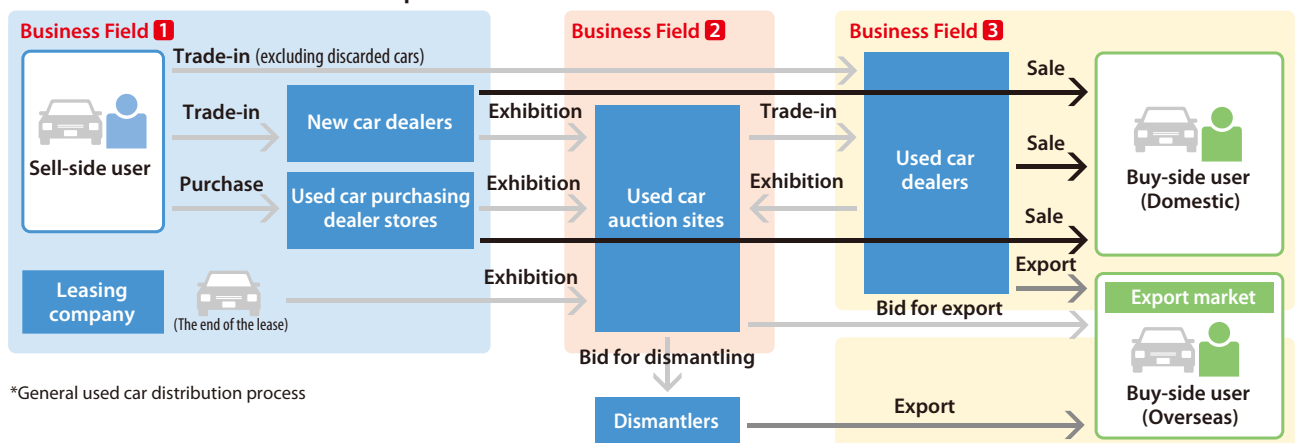 Business Field 1
Business Field 2
Business Field 3
Trade-in (excluding discarded cars)
Sale
Sell-side user
Trade-in
New car dealers
Exhibition
Trade-in
Used car
dealers
Sale
Buy-side user
(Domestic)
Purchase
Used car purchasing
dealer stores
Exhibition
Used car
auction sites
Exhibition
Sale
Leasing
company
(The end of the lease)
Exhibition
Export
Bid for export
Export market
Buy-side user
(Overseas)
Bid for dismantling
*General used car distribution process
Dismantlers
Export